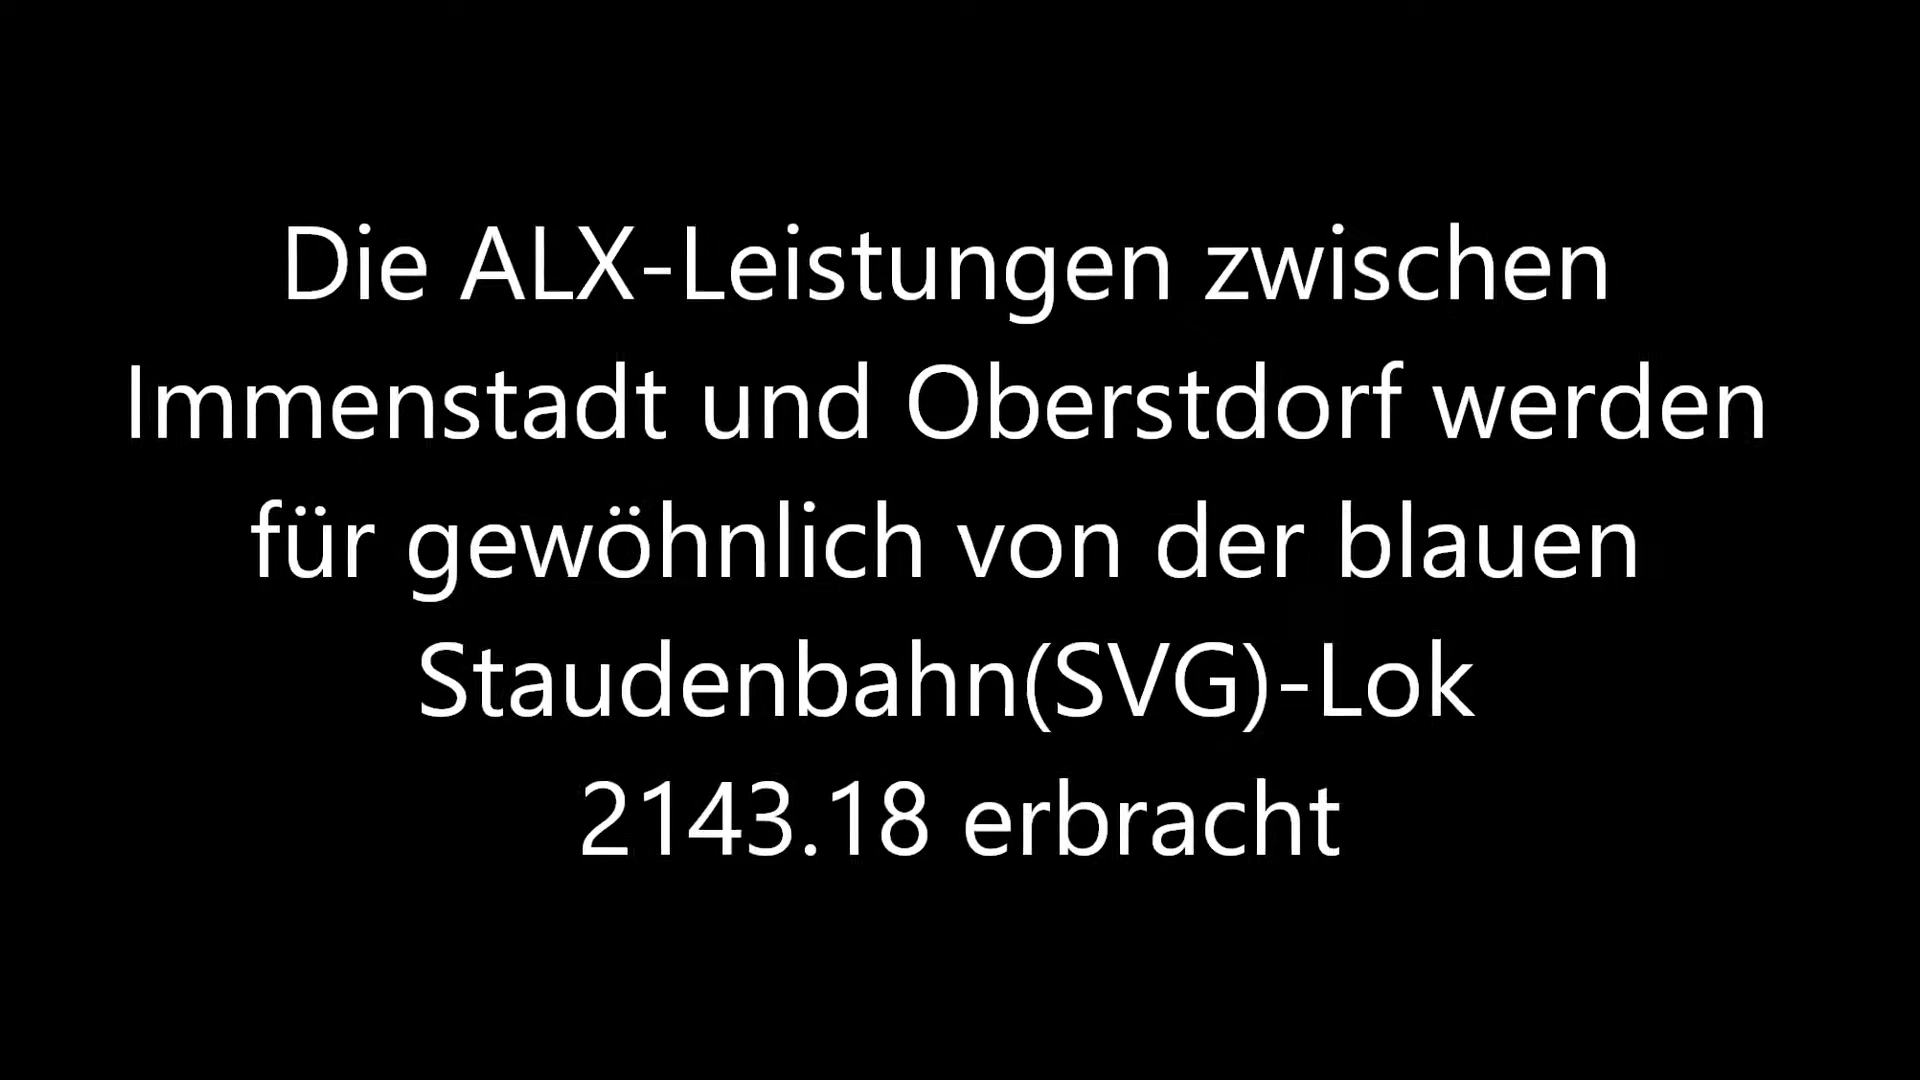 Die ALX-Leistungen zwischen
Immenstadt und Oberstdorf werden
für gewöhnlich von der blauen
Staudenbahn(SVG)-Lok
2143.18 erbracht